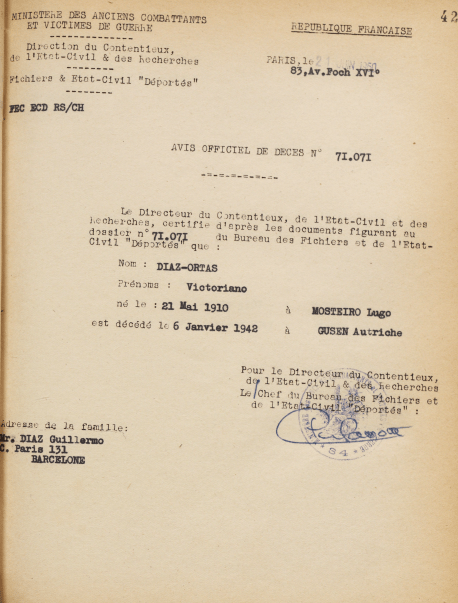 42
MINISTERE DES ANCIENS COMBATTANTS
ET VICTIMES DE GUERRE
REPUBLIQUE FRANCAISE
Direction du Contentieux,
de l'Etat-Civil & des Recherches
Fichiers & Etat-Civil "Déportés"
PARIS, le
83, Av. Foch XVI°
FEC ECD RS/CH
AVIS OFFICIEL DE DECES N° 71.071
Le Directeur du Contentieux, de l'Etat-Civil et des
Recherches, certifie d'après les documents figurant au
dossier n° 71.071 du Bureau des Fichiers et de l'Etat-
Civil "Déportés" que :
Nom : DIAZ-ORTAS
Prénoms : Victoriano
né le : 21 Mai 1910 à MOSTEIRO Lugo
est décédé le 6 Janvier 1942 à GUSEN Autriche
Pour le Directeur du Contentieux,
de l'Etat-Civil & des Recherches
Le Chef du Bureau des Fichiers et
de l'Etat-Civil "Déportés" :
84
Adresse de la famille:
Mr. DIAZ Guillermo
C. Paris 131
BARCELONE